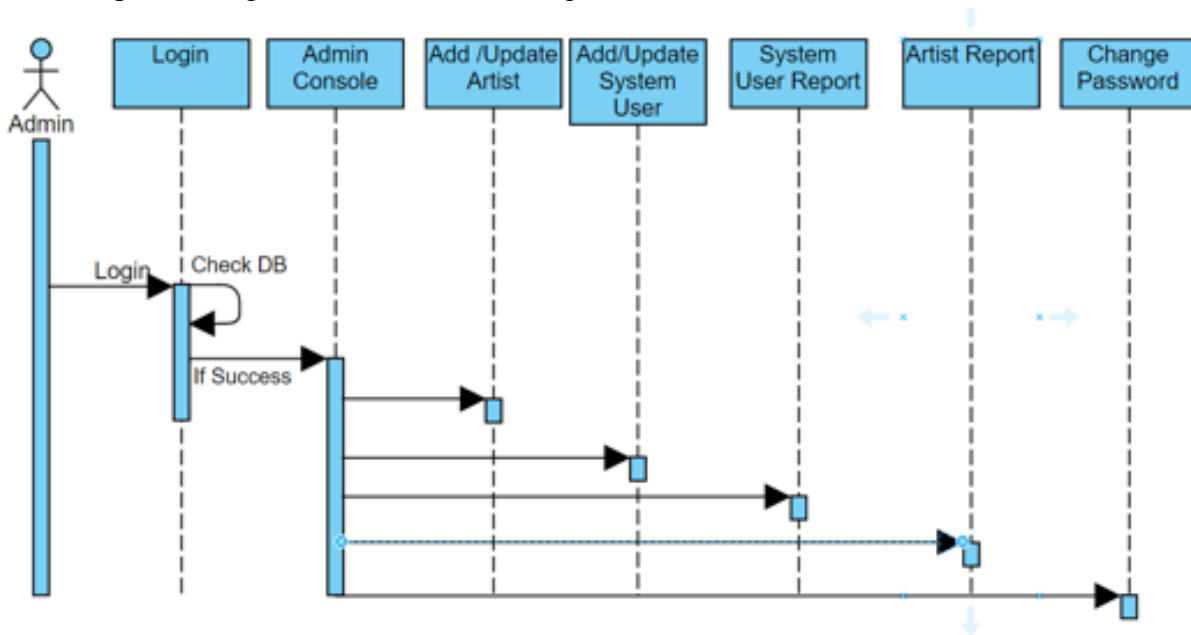 Login
Admin
Console
Add /Update
Artist
Add/Update
System
User
System
User Report
Artist Report
Change
Password
Admin
Login
Check DB
If Success